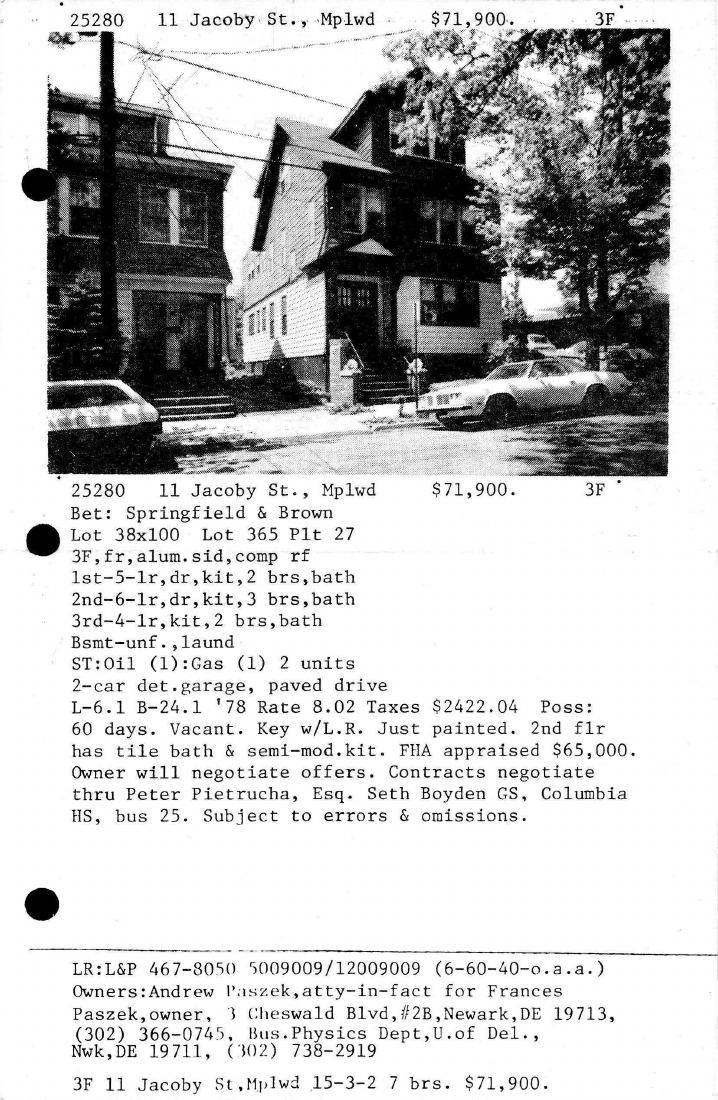 25280 11 Jacoby St., Mplwd $71,900. 3F
25280 11 Jacoby St., Mplwd $71,900. 3F
Bet: Springfield & Brown
Lot 38x100 Lot 365 Plt 27
3F,fr,alum.sid,comp rf
1st-5-lr,dr,kit,2 brs,bath
2nd-6-lr,dr,kit,3 brs,bath
3rd-4-lr,kit,2 brs,bath
Bsmt-unf.,laund
ST:Oil (1):Gas (1) 2 units
2-car det.garage, paved drive
L-6.1 B-24.1 '78 Rate 8.02 Taxes $2422.04 Poss:
60 days. Vacant. Key w/L.R. Just painted. 2nd flr
has tile bath & semi-mod.kit. FHA appraised $65,000.
Owner will negotiate offers. Contracts negotiate
thru Peter Pietrucha, Esq. Seth Boyden GS, Columbia
HS, bus 25. Subject to errors & omissions.
LR:L&P 467-8050 5009009/12009009 (6-60-40-o.a.a.)
Owners:Andrew Paszek,atty-in-fact for Frances
Paszek,owner, 3 Cheswald Blvd,#2B,Newark,DE 19713,
(302) 366-0745, Bus.Physics Dept,U.of Del.,
Nwk,DE 19711, (302) 738-2919
3F 11 Jacoby St,Mplwd 15-3-2 7 brs. $71,900.